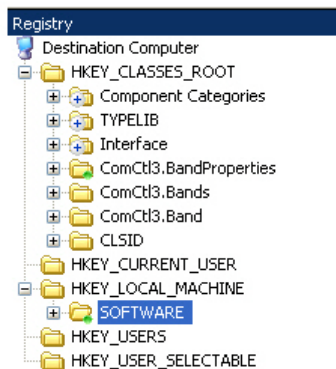 Registry
Destination Computer
HKEY_CLASSES_ROOT
Component Categories
TYPELIB
Interface
ComCtl3.BandProperties
ComCtl3.Bands
ComCtl3.Band
CLSID
HKEY_CURRENT_USER
HKEY_LOCAL_MACHINE
SOFTWARE
HKEY_USERS
HKEY_USER_SELECTABLE